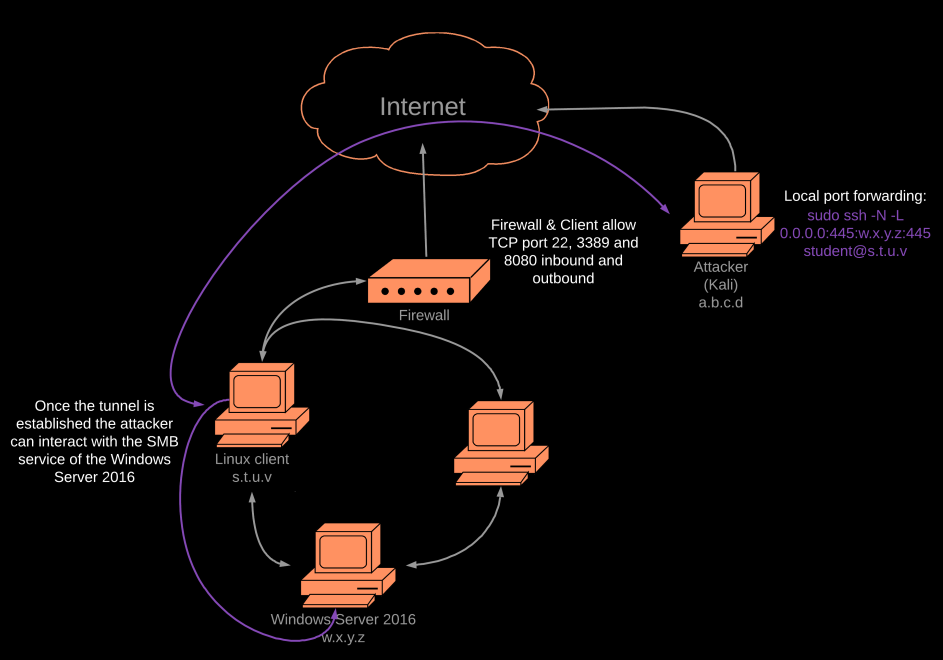 Internet
Local port forwarding:
sudo ssh -N -L
0.0.0.0:445:w.x.y.z:445
student@s.t.u.v
Firewall & Client allow
TCP port 22, 3389 and
8080 inbound and
outbound
Attacker
(Kali)
a.b.c.d
Firewall
Once the tunnel is
established the attacker
can interact with the SMB
service of the Windows
Server 2016
Linux client
s.t.u.v
Windows Server 2016
w.x.y.z